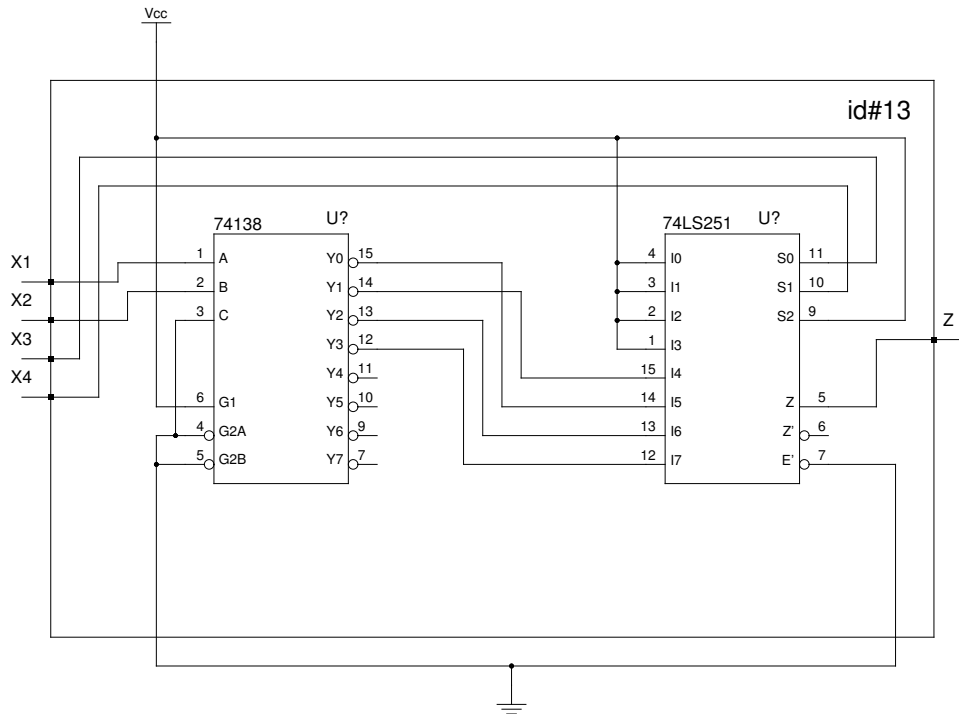 Vcc
id#13
74138 U?
74LS251 U?
X1
X2
X3
X4
1 A Y0 15
2 B Y1 14
3 C Y2 13
Y3 12
Y4 11
6 G1 Y5 10
4 G2A Y6 9
5 G2B Y7 7
4 I0 S0 11
3 I1 S1 10
2 I2 S2 9
1 I3
15 I4
14 I5 Z 5
13 I6 Z' 6
12 I7 E' 7
Z